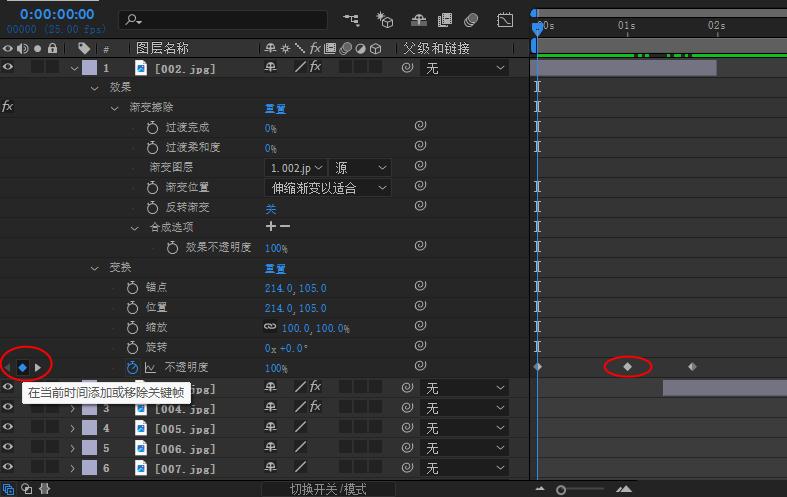 0:00:00:00
00000 (25.00 fps)
:00s 01s 02s
# 图层名称 fx 父级和链接
1 [002.jpg] fx 无
效果
fx 渐变擦除 重置
过渡完成 0%
过渡柔和度 0%
渐变图层 1.002.jp 源
渐变位置 伸缩渐变以适合
反转渐变 关
合成选项 + −
效果不透明度 100%
变换 重置
锚点 214.0,105.0
位置 214.0,105.0
缩放 100.0,100.0%
旋转 0x+0.0°
不透明度 100%
在当前时间添加或移除关键帧
.jpg] fx 无
3 [004.jpg] fx 无
4 [005.jpg] 无
5 [006.jpg] 无
6 [007.jpg] 无
切换开关/模式